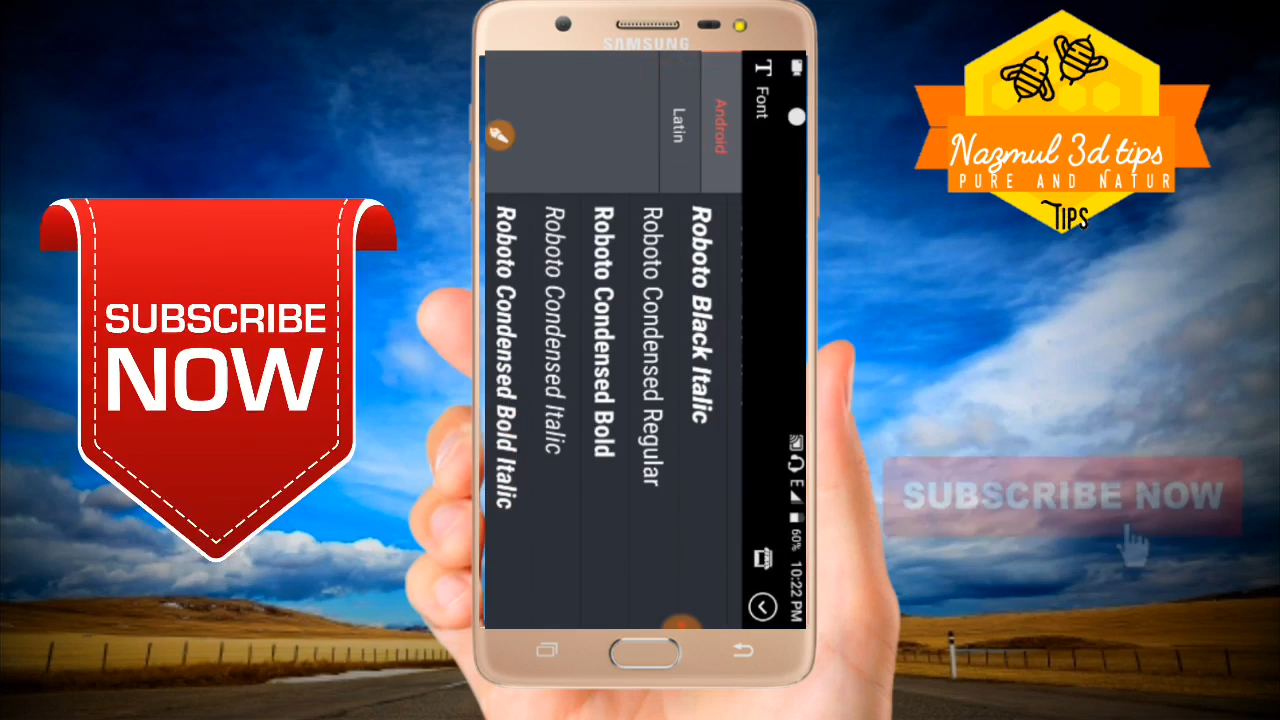 SUBSCRIBE
NOW
SAMSUNG
Font
Android
Latin
Roboto Black Italic
Roboto Condensed Regular
Roboto Condensed Bold
Roboto Condensed Italic
Roboto Condensed Bold Italic
E
60%
10:22 PM
Nazmul 3d tips
PURE AND NATUR
TIPS
SUBSCRIBE NOW